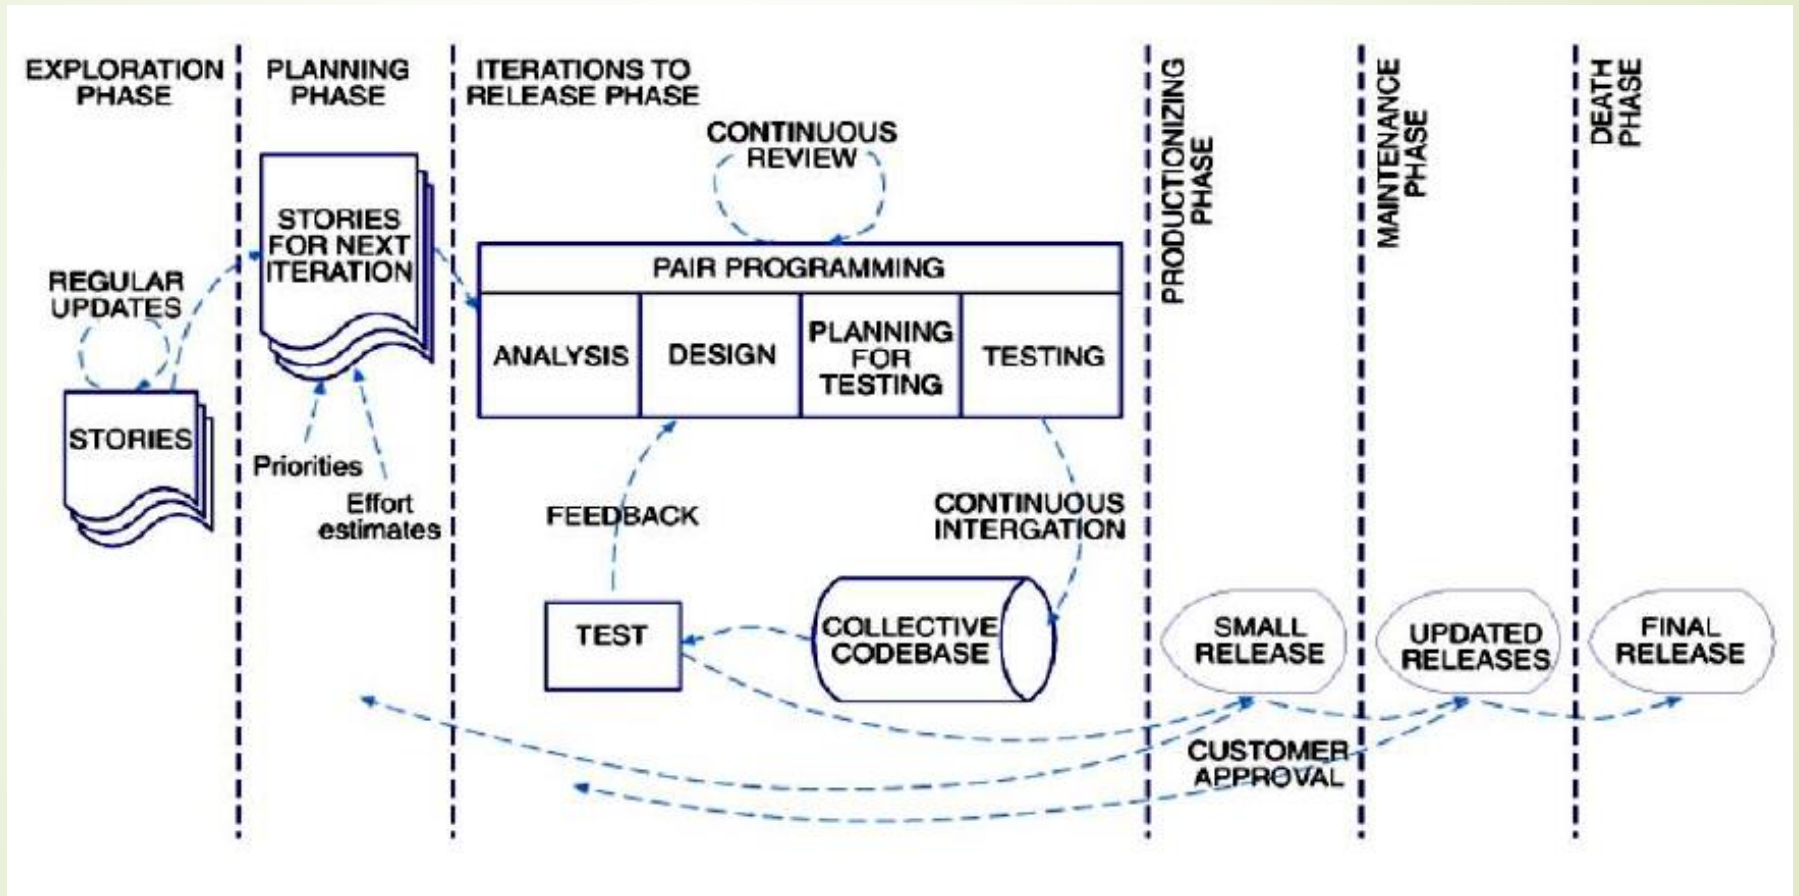 EXPLORATION
PHASE
PLANNING
PHASE
ITERATIONS TO
RELEASE PHASE
PRODUCTIONIZING
PHASE
MAINTENANCE
PHASE
DEATH
PHASE
CONTINUOUS
REVIEW
STORIES
FOR NEXT
ITERATION
REGULAR
UPDATES
PAIR PROGRAMMING
ANALYSIS
DESIGN
PLANNING
FOR
TESTING
TESTING
STORIES
Priorities
Effort
estimates
FEEDBACK
CONTINUOUS
INTERGATION
TEST
COLLECTIVE
CODEBASE
SMALL
RELEASE
UPDATED
RELEASES
FINAL
RELEASE
CUSTOMER
APPROVAL